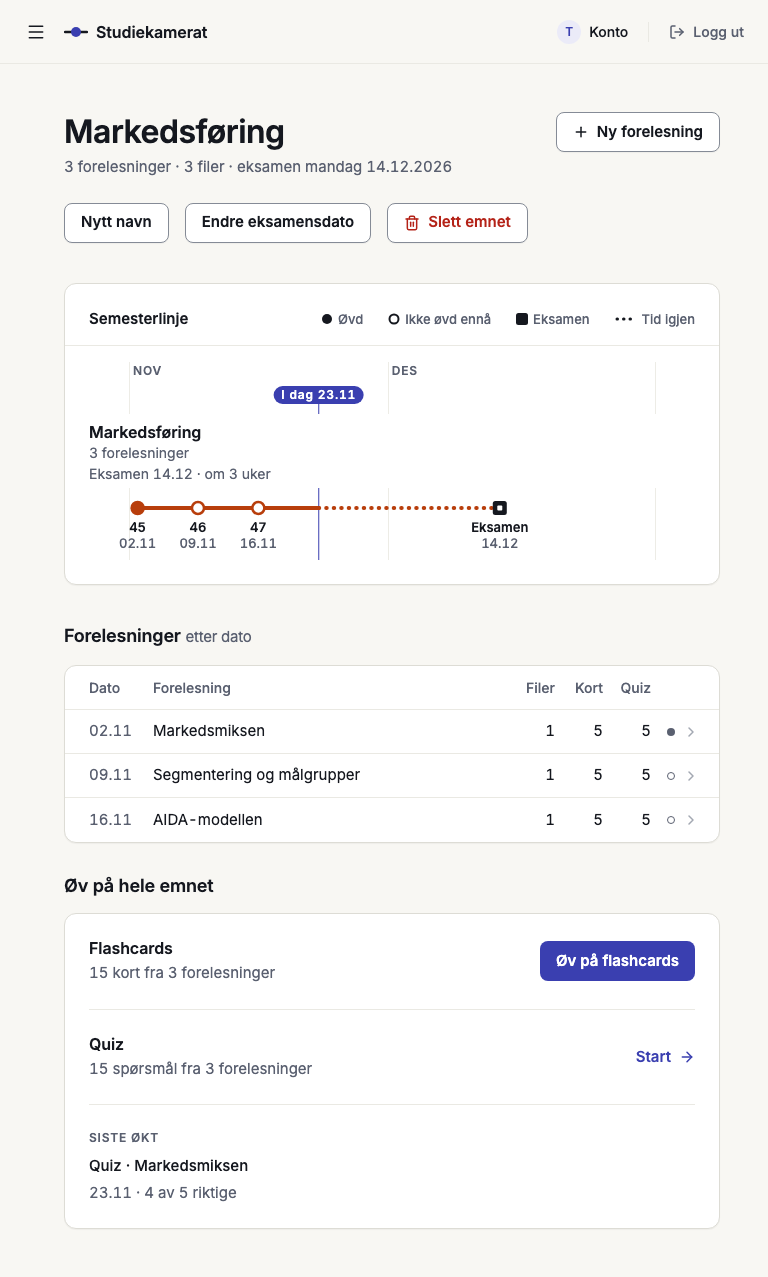 Studiekamerat
T Konto Logg ut
Markedsføring
+ Ny forelesning
3 forelesninger · 3 filer · eksamen mandag 14.12.2026
Nytt navn Endre eksamensdato Slett emnet
Semesterlinje Øvd Ikke øvd ennå Eksamen Tid igjen
NOV DES
I dag 23.11
Markedsføring
3 forelesninger
Eksamen 14.12 · om 3 uker
45 46 47 Eksamen
02.11 09.11 16.11 14.12
Forelesninger etter dato
Dato Forelesning Filer Kort Quiz
02.11 Markedsmiksen 1 5 5
09.11 Segmentering og målgrupper 1 5 5
16.11 AIDA-modellen 1 5 5
Øv på hele emnet
Flashcards
15 kort fra 3 forelesninger
Øv på flashcards
Quiz
15 spørsmål fra 3 forelesninger
Start →
SISTE ØKT
Quiz · Markedsmiksen
23.11 · 4 av 5 riktige